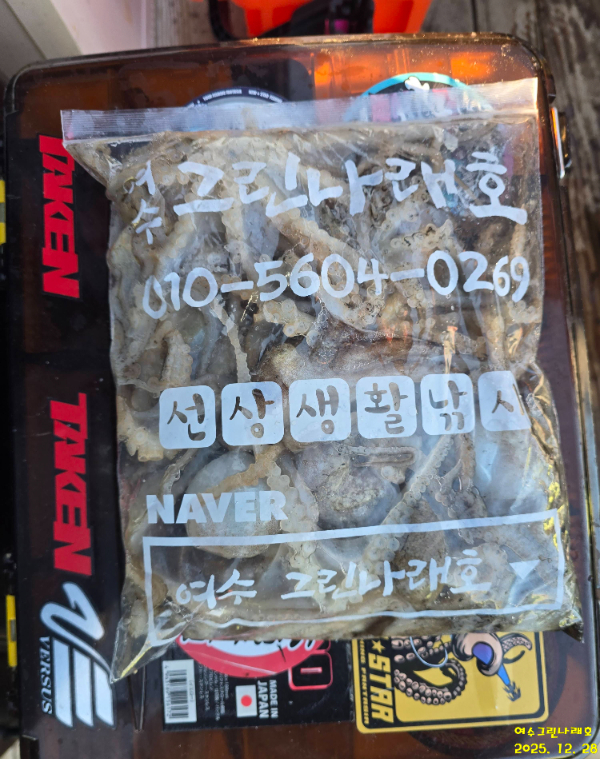 여수 그린나래호
010-5604-0269
선상생활낚시
NAVER
여수 그린나래호 ▼
TAKEN
TAKEN
VERSUS
MADE IN
JAPAN
STAR
여수그린나래호
2025. 12. 28